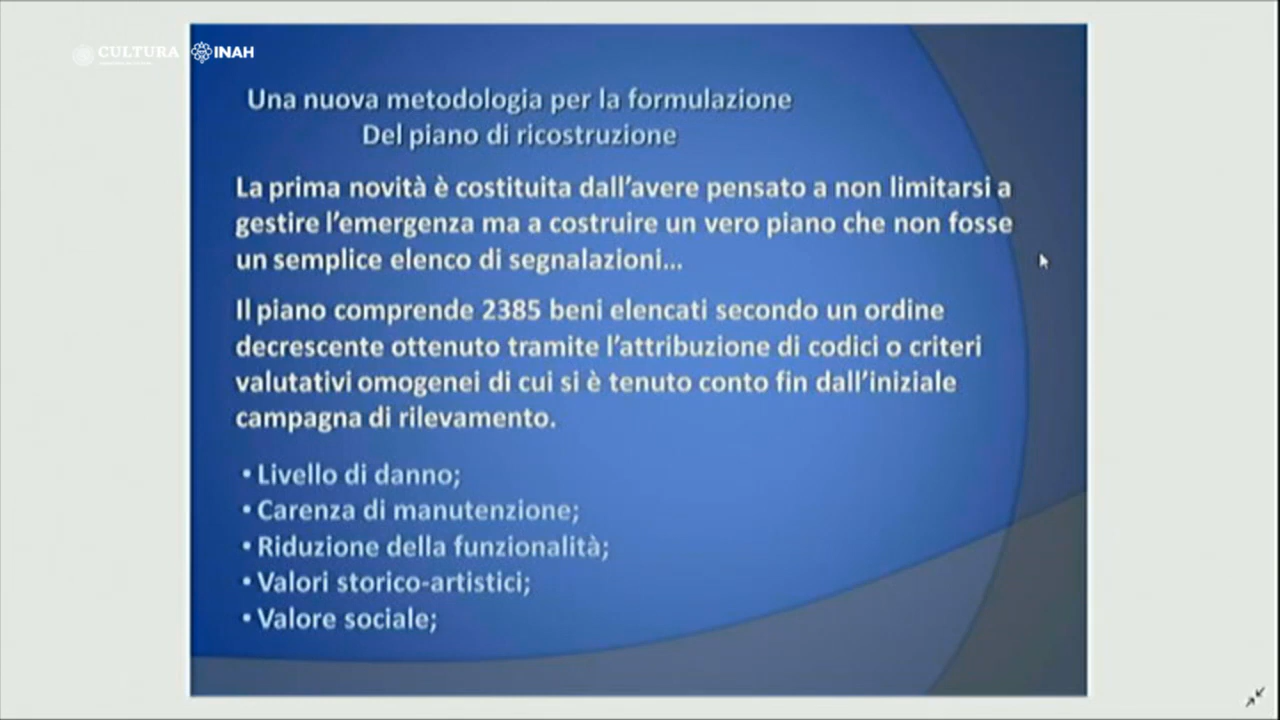 CULTURA INAH
Una nuova metodologia per la formulazione
Del piano di ricostruzione
La prima novità è costituita dall'avere pensato a non limitarsi a
gestire l'emergenza ma a costruire un vero piano che non fosse
un semplice elenco di segnalazioni...
Il piano comprende 2385 beni elencati secondo un ordine
decrescente ottenuto tramite l'attribuzione di codici o criteri
valutativi omogenei di cui si è tenuto conto fin dall'iniziale
campagna di rilevamento.
• Livello di danno;
• Carenza di manutenzione;
• Riduzione della funzionalità;
• Valori storico-artistici;
• Valore sociale;